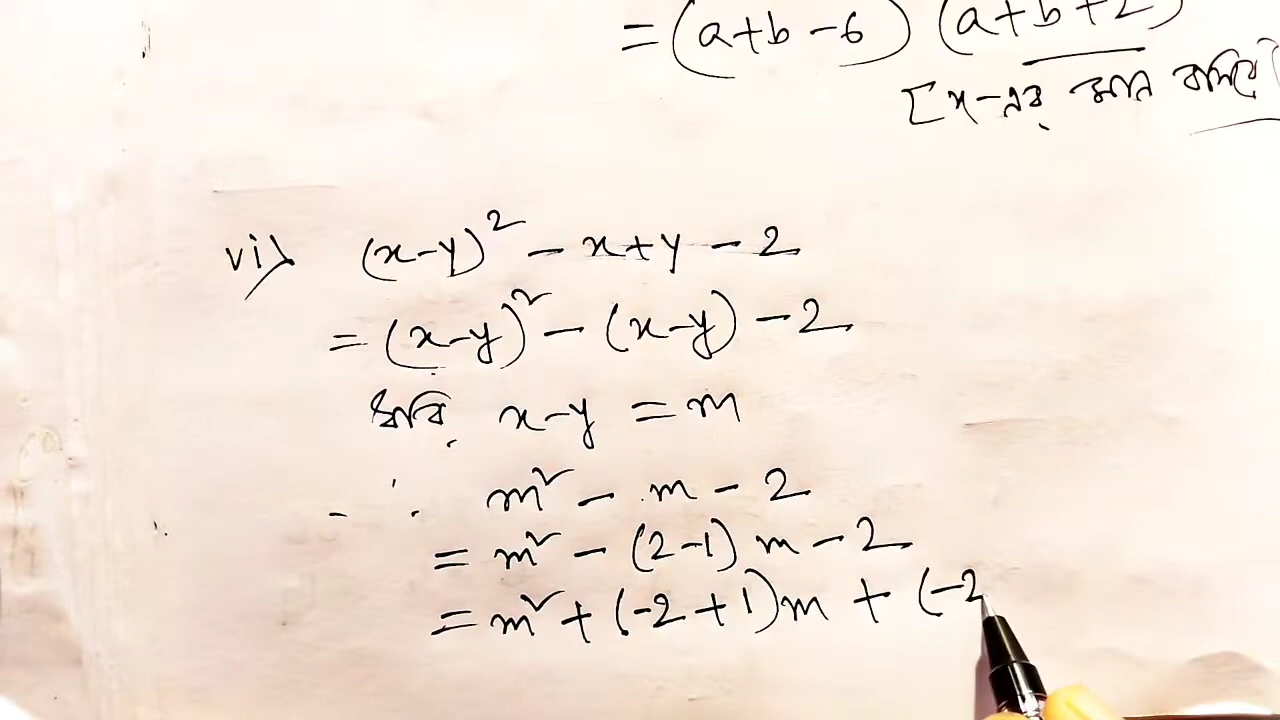 = (a+b-6) (a+b+2)
[x-এর মান বসিয়ে]
vi) (x-y)² - x+y - 2
= (x-y)² - (x-y) - 2
ধরি, x-y = m
∴ m² - m - 2
= m² - (2-1) m - 2
= m² + (-2+1)m + (-2